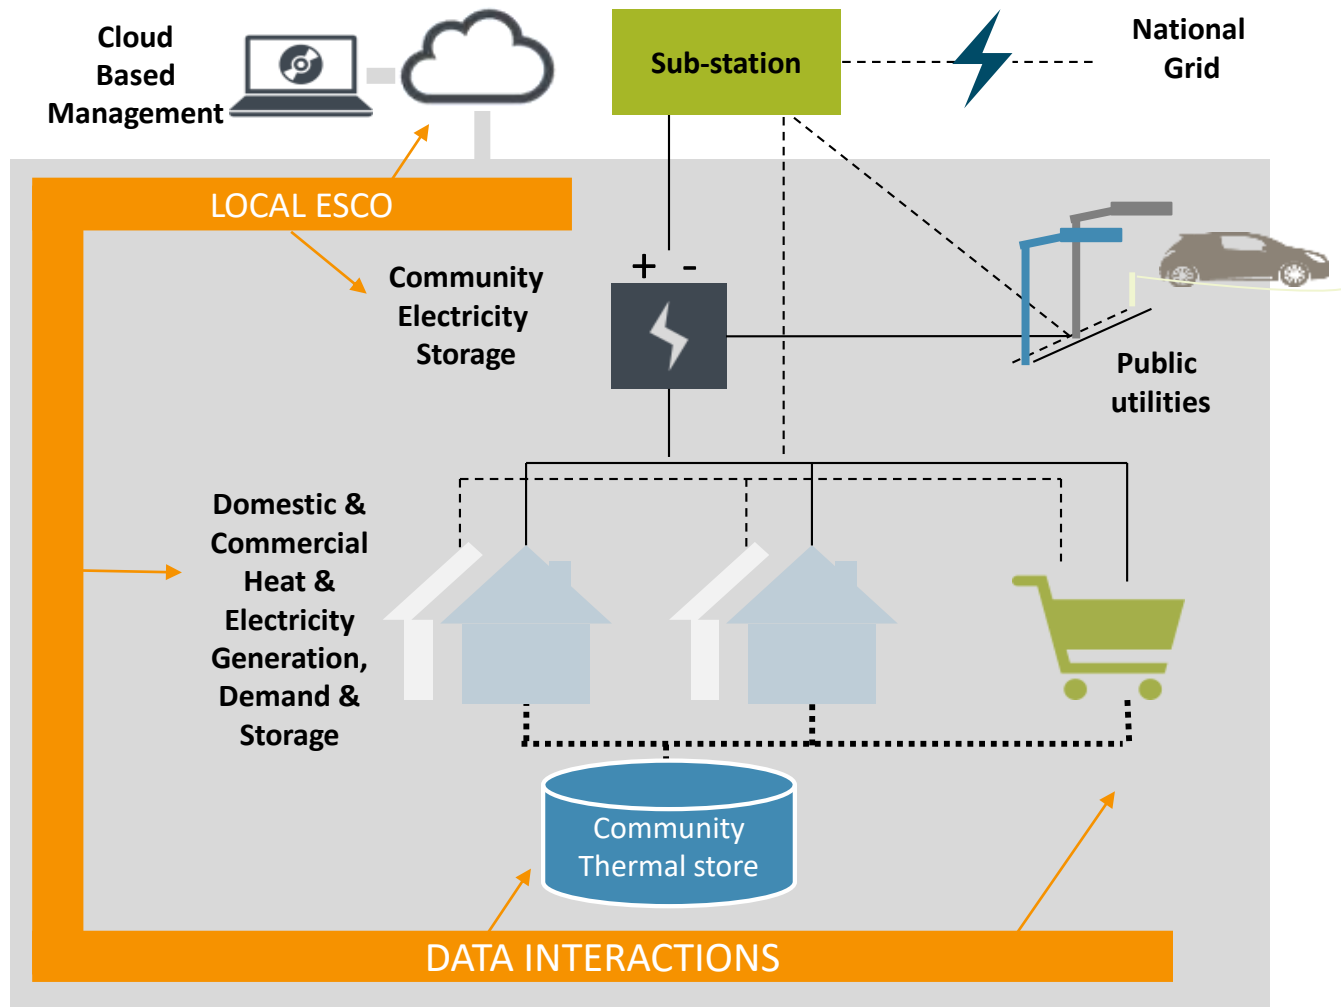 Cloud
Based
Management
Sub-station
National
Grid
LOCAL ESCO
+ -
Community
Electricity
Storage
Public
utilities
Domestic &
Commercial
Heat &
Electricity
Generation,
Demand &
Storage
Community
Thermal store
DATA INTERACTIONS